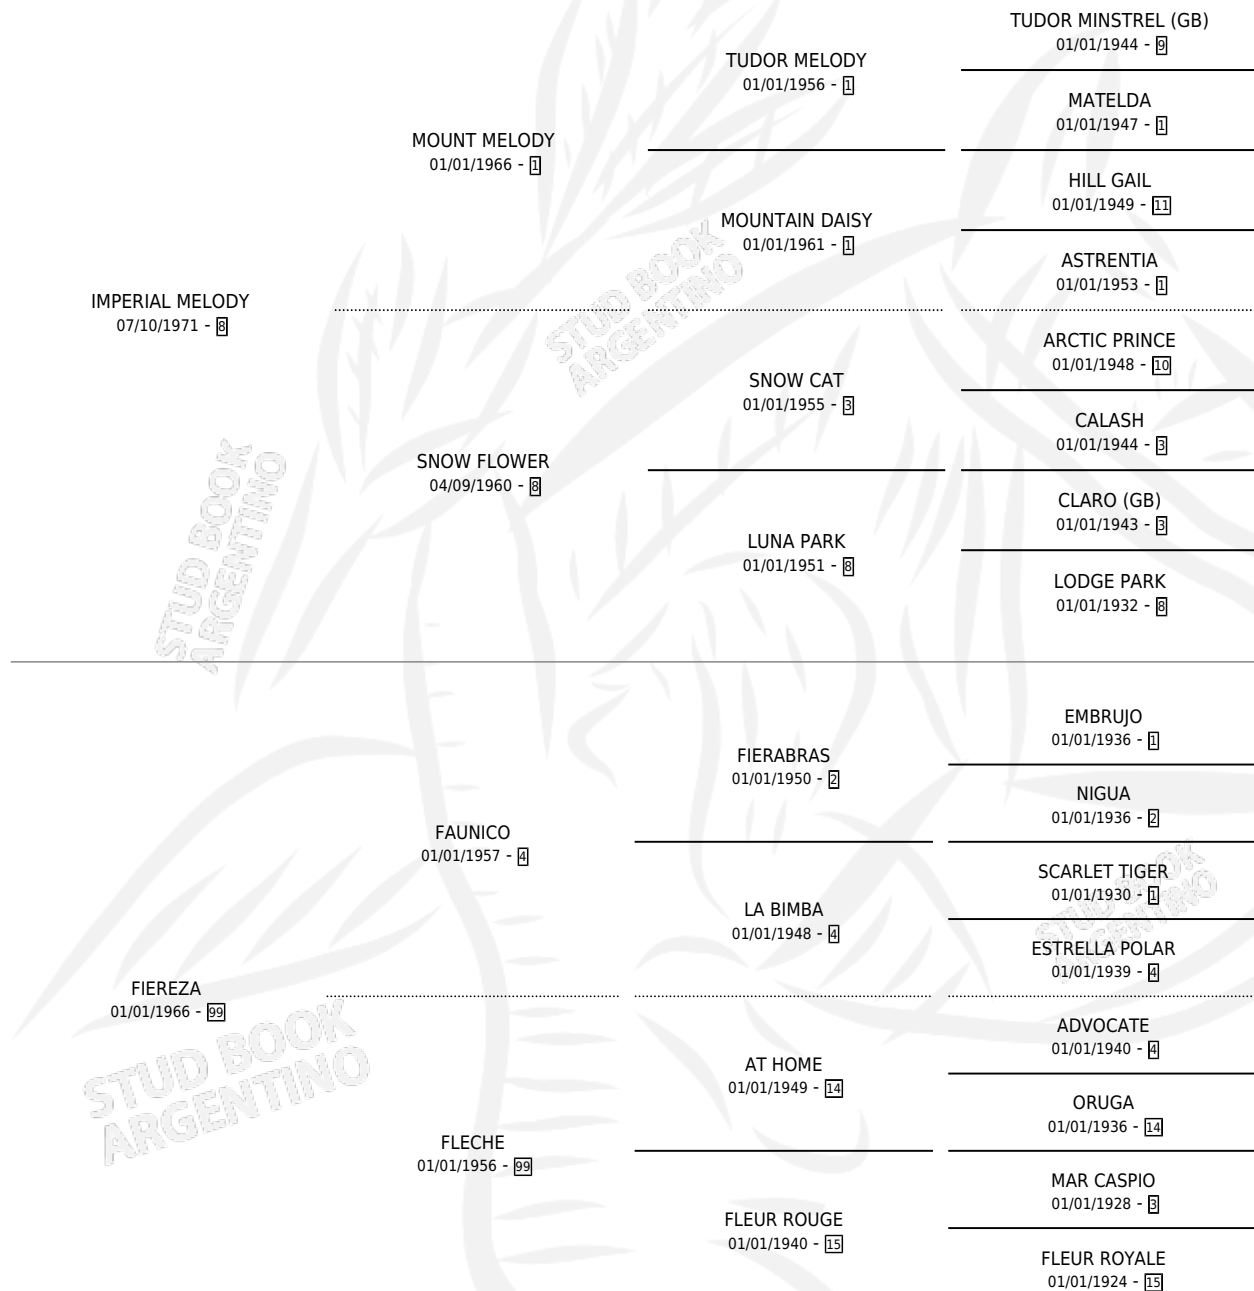 TUDOR MINSTREL (GB)
01/01/1944 - 9
TUDOR MELODY
01/01/1956 - 1
MATELDA
01/01/1947 - 1
MOUNT MELODY
01/01/1966 - 1
HILL GAIL
01/01/1949 - 11
MOUNTAIN DAISY
01/01/1961 - 1
ASTRENTIA
01/01/1953 - 1
IMPERIAL MELODY
07/10/1971 - 8
ARCTIC PRINCE
01/01/1948 - 10
SNOW CAT
01/01/1955 - 3
CALASH
01/01/1944 - 3
SNOW FLOWER
04/09/1960 - 8
CLARO (GB)
01/01/1943 - 3
LUNA PARK
01/01/1951 - 8
LODGE PARK
01/01/1932 - 8
EMBRUJO
01/01/1936 - 1
FIERABRAS
01/01/1950 - 2
NIGUA
01/01/1936 - 2
FAUNICO
01/01/1957 - 4
SCARLET TIGER
01/01/1930 - 1
LA BIMBA
01/01/1948 - 4
ESTRELLA POLAR
01/01/1939 - 4
FIEREZA
01/01/1966 - 99
ADVOCATE
01/01/1940 - 4
AT HOME
01/01/1949 - 14
ORUGA
01/01/1936 - 14
FLECHE
01/01/1956 - 99
MAR CASPIO
01/01/1928 - 3
FLEUR ROUGE
01/01/1940 - 15
FLEUR ROYALE
01/01/1924 - 15
STUD BOOK
ARGENTINO
STUD BOOK
ARGENTINO
STUD BOOK
ARGENTINO
STUD BOOK
ARGENTINO